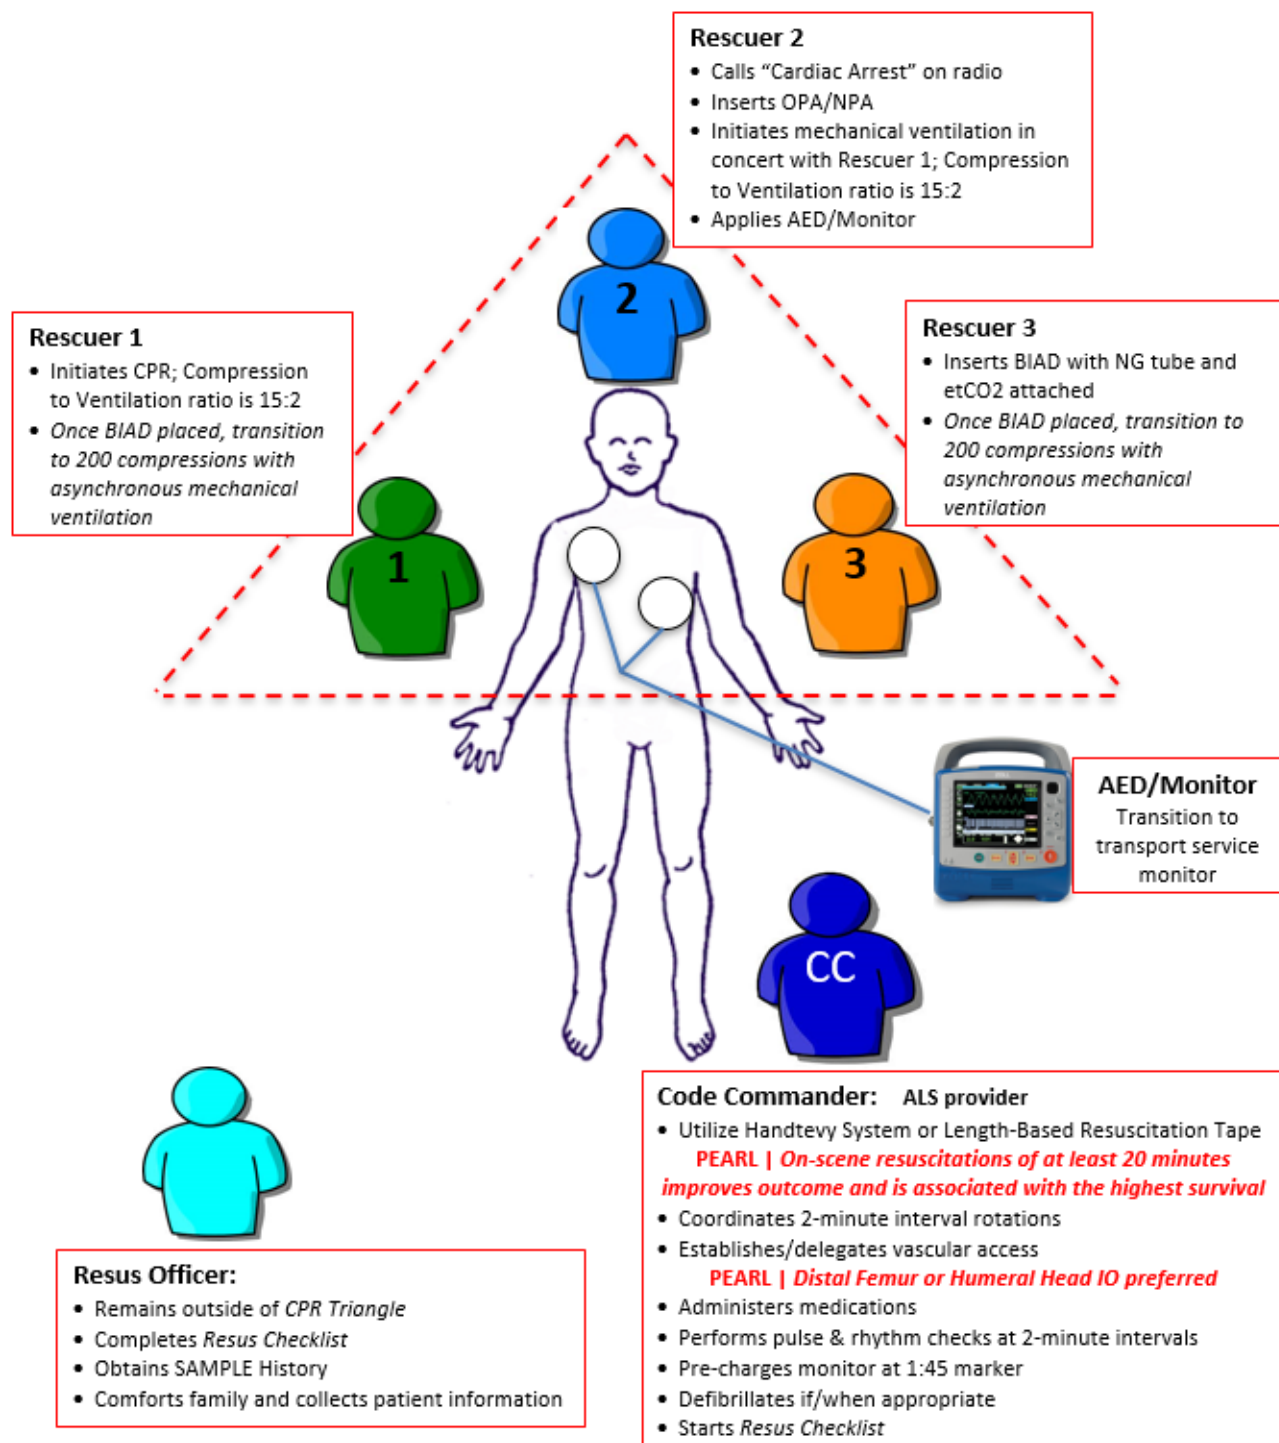 Rescuer 2
• Calls “Cardiac Arrest” on radio
• Inserts OPA/NPA
• Initiates mechanical ventilation in
concert with Rescuer 1; Compression
to Ventilation ratio is 15:2
• Applies AED/Monitor
2
Rescuer 1
• Initiates CPR; Compression
to Ventilation ratio is 15:2
• Once BIAD placed, transition
to 200 compressions with
asynchronous mechanical
ventilation
Rescuer 3
• Inserts BIAD with NG tube and
etCO2 attached
• Once BIAD placed, transition to
200 compressions with
asynchronous mechanical
ventilation
1
3
AED/Monitor
Transition to
transport service
monitor
CC
Code Commander: ALS provider
• Utilize Handtevy System or Length-Based Resuscitation Tape
PEARL | On-scene resuscitations of at least 20 minutes
improves outcome and is associated with the highest survival
• Coordinates 2-minute interval rotations
• Establishes/delegates vascular access
PEARL | Distal Femur or Humeral Head IO preferred
• Administers medications
• Performs pulse & rhythm checks at 2-minute intervals
• Pre-charges monitor at 1:45 marker
• Defibrillates if/when appropriate
• Starts Resus Checklist
Resus Officer:
• Remains outside of CPR Triangle
• Completes Resus Checklist
• Obtains SAMPLE History
• Comforts family and collects patient information